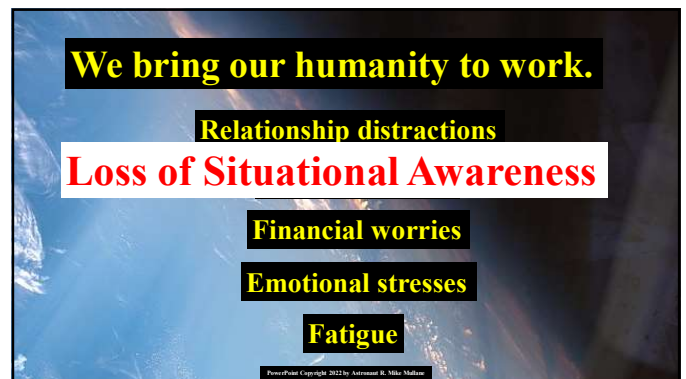 We bring our humanity to work.
Relationship distractions
Loss of Situational Awareness
Financial worries
Emotional stresses
Fatigue
PowerPoint Copyright 2022 by Astronaut R. Mike Mullane